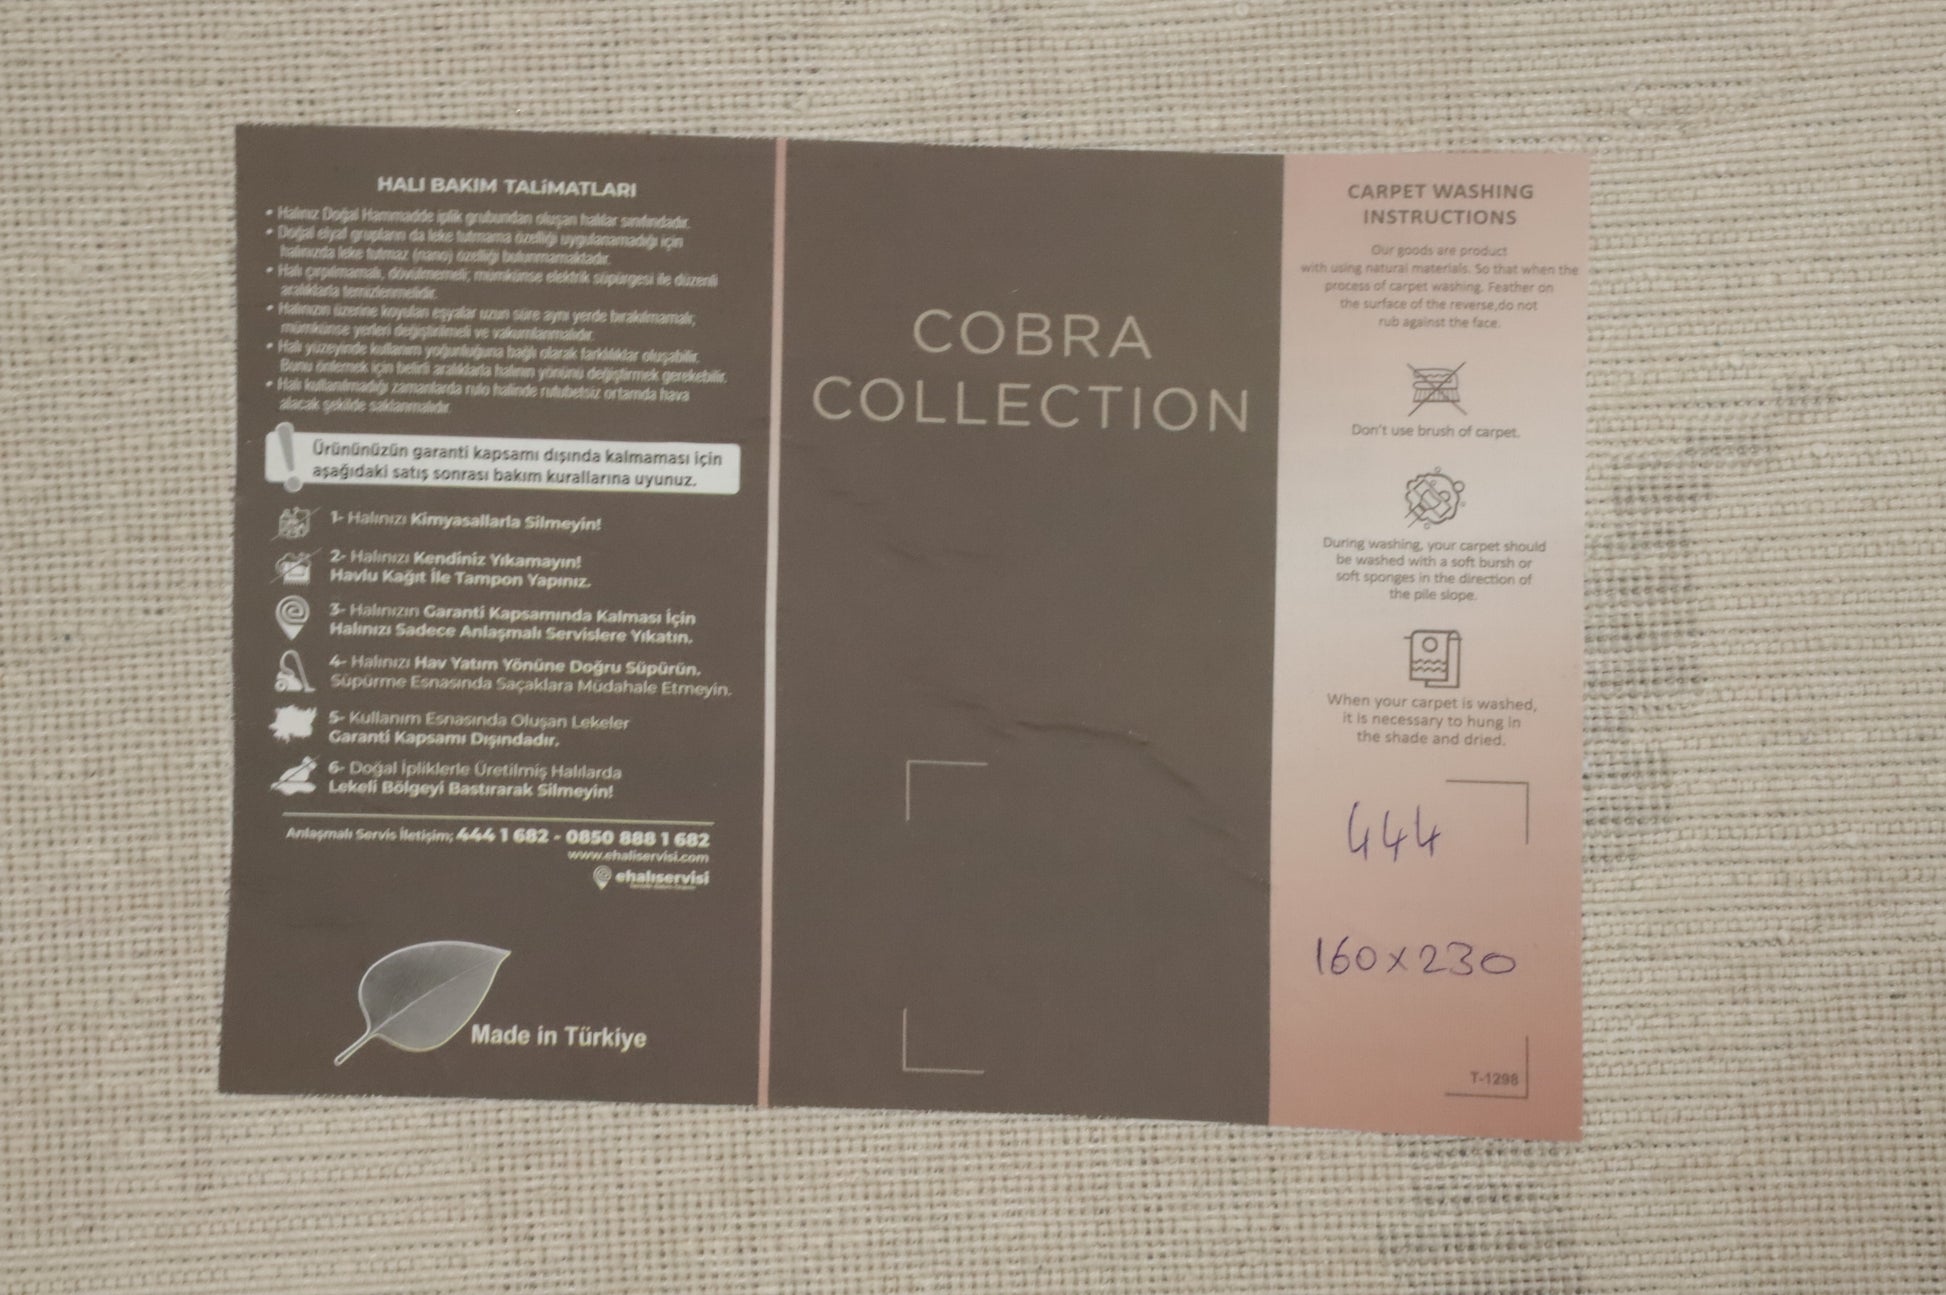 HALI BAKIM TALİMATLARI
• Halınız Doğal Hammadde iplik grubundan oluşan halılar sınıfındadır.
• Doğal elyaf grupların da leke tutmama özelliği uygulanamadığı için
halınızda leke tutmaz (nano) özelliği bulunmamaktadır.
• Halı çırpılmamalı, dövülmemeli; mümkünse elektrik süpürgesi ile düzenli
aralıklarla temizlenmelidir.
• Halınızın üzerine koyulan eşyalar uzun süre aynı yerde bırakılmamalı;
mümkünse yerleri değiştirilmeli ve vakumlanmalıdır.
• Halı yüzeyinde kullanım yoğunluğuna bağlı olarak farklılıklar oluşabilir.
Bunu önlemek için belirli aralıklarla halının yönünü değiştirmek gerekebilir.
• Halı kullanılmadığı zamanlarda rulo halinde rutubetsiz ortamda hava
alacak şekilde saklanmalıdır.
Ürününüzün garanti kapsamı dışında kalmaması için
aşağıdaki satış sonrası bakım kurallarına uyunuz.
1- Halınızı Kimyasallarla Silmeyin!
2- Halınızı Kendiniz Yıkamayın!
Havlu Kağıt İle Tampon Yapınız.
3- Halınızın Garanti Kapsamında Kalması İçin
Halınızı Sadece Anlaşmalı Servislere Yıkatın.
4- Halınızı Hav Yatım Yönüne Doğru Süpürün.
Süpürme Esnasında Saçaklara Müdahale Etmeyin.
5- Kullanım Esnasında Oluşan Lekeler
Garanti Kapsamı Dışındadır.
6- Doğal İpliklerle Üretilmiş Halılarda
Lekeli Bölgeyi Bastırarak Silmeyin!
Anlaşmalı Servis İletişim; 444 1 682 - 0850 888 1 682
www.ehaliservisi.com
ehalıservisi
Made in Türkiye
COBRA
COLLECTION
CARPET WASHING
INSTRUCTIONS
Our goods are product
with using natural materials. So that when the
process of carpet washing. Feather on
the surface of the reverse,do not
rub against the face.
Don't use brush of carpet.
During washing, your carpet should
be washed with a soft bursh or
soft sponges in the direction of
the pile slope.
When your carpet is washed,
it is necessary to hung in
the shade and dried.
444
160x230
T-1298